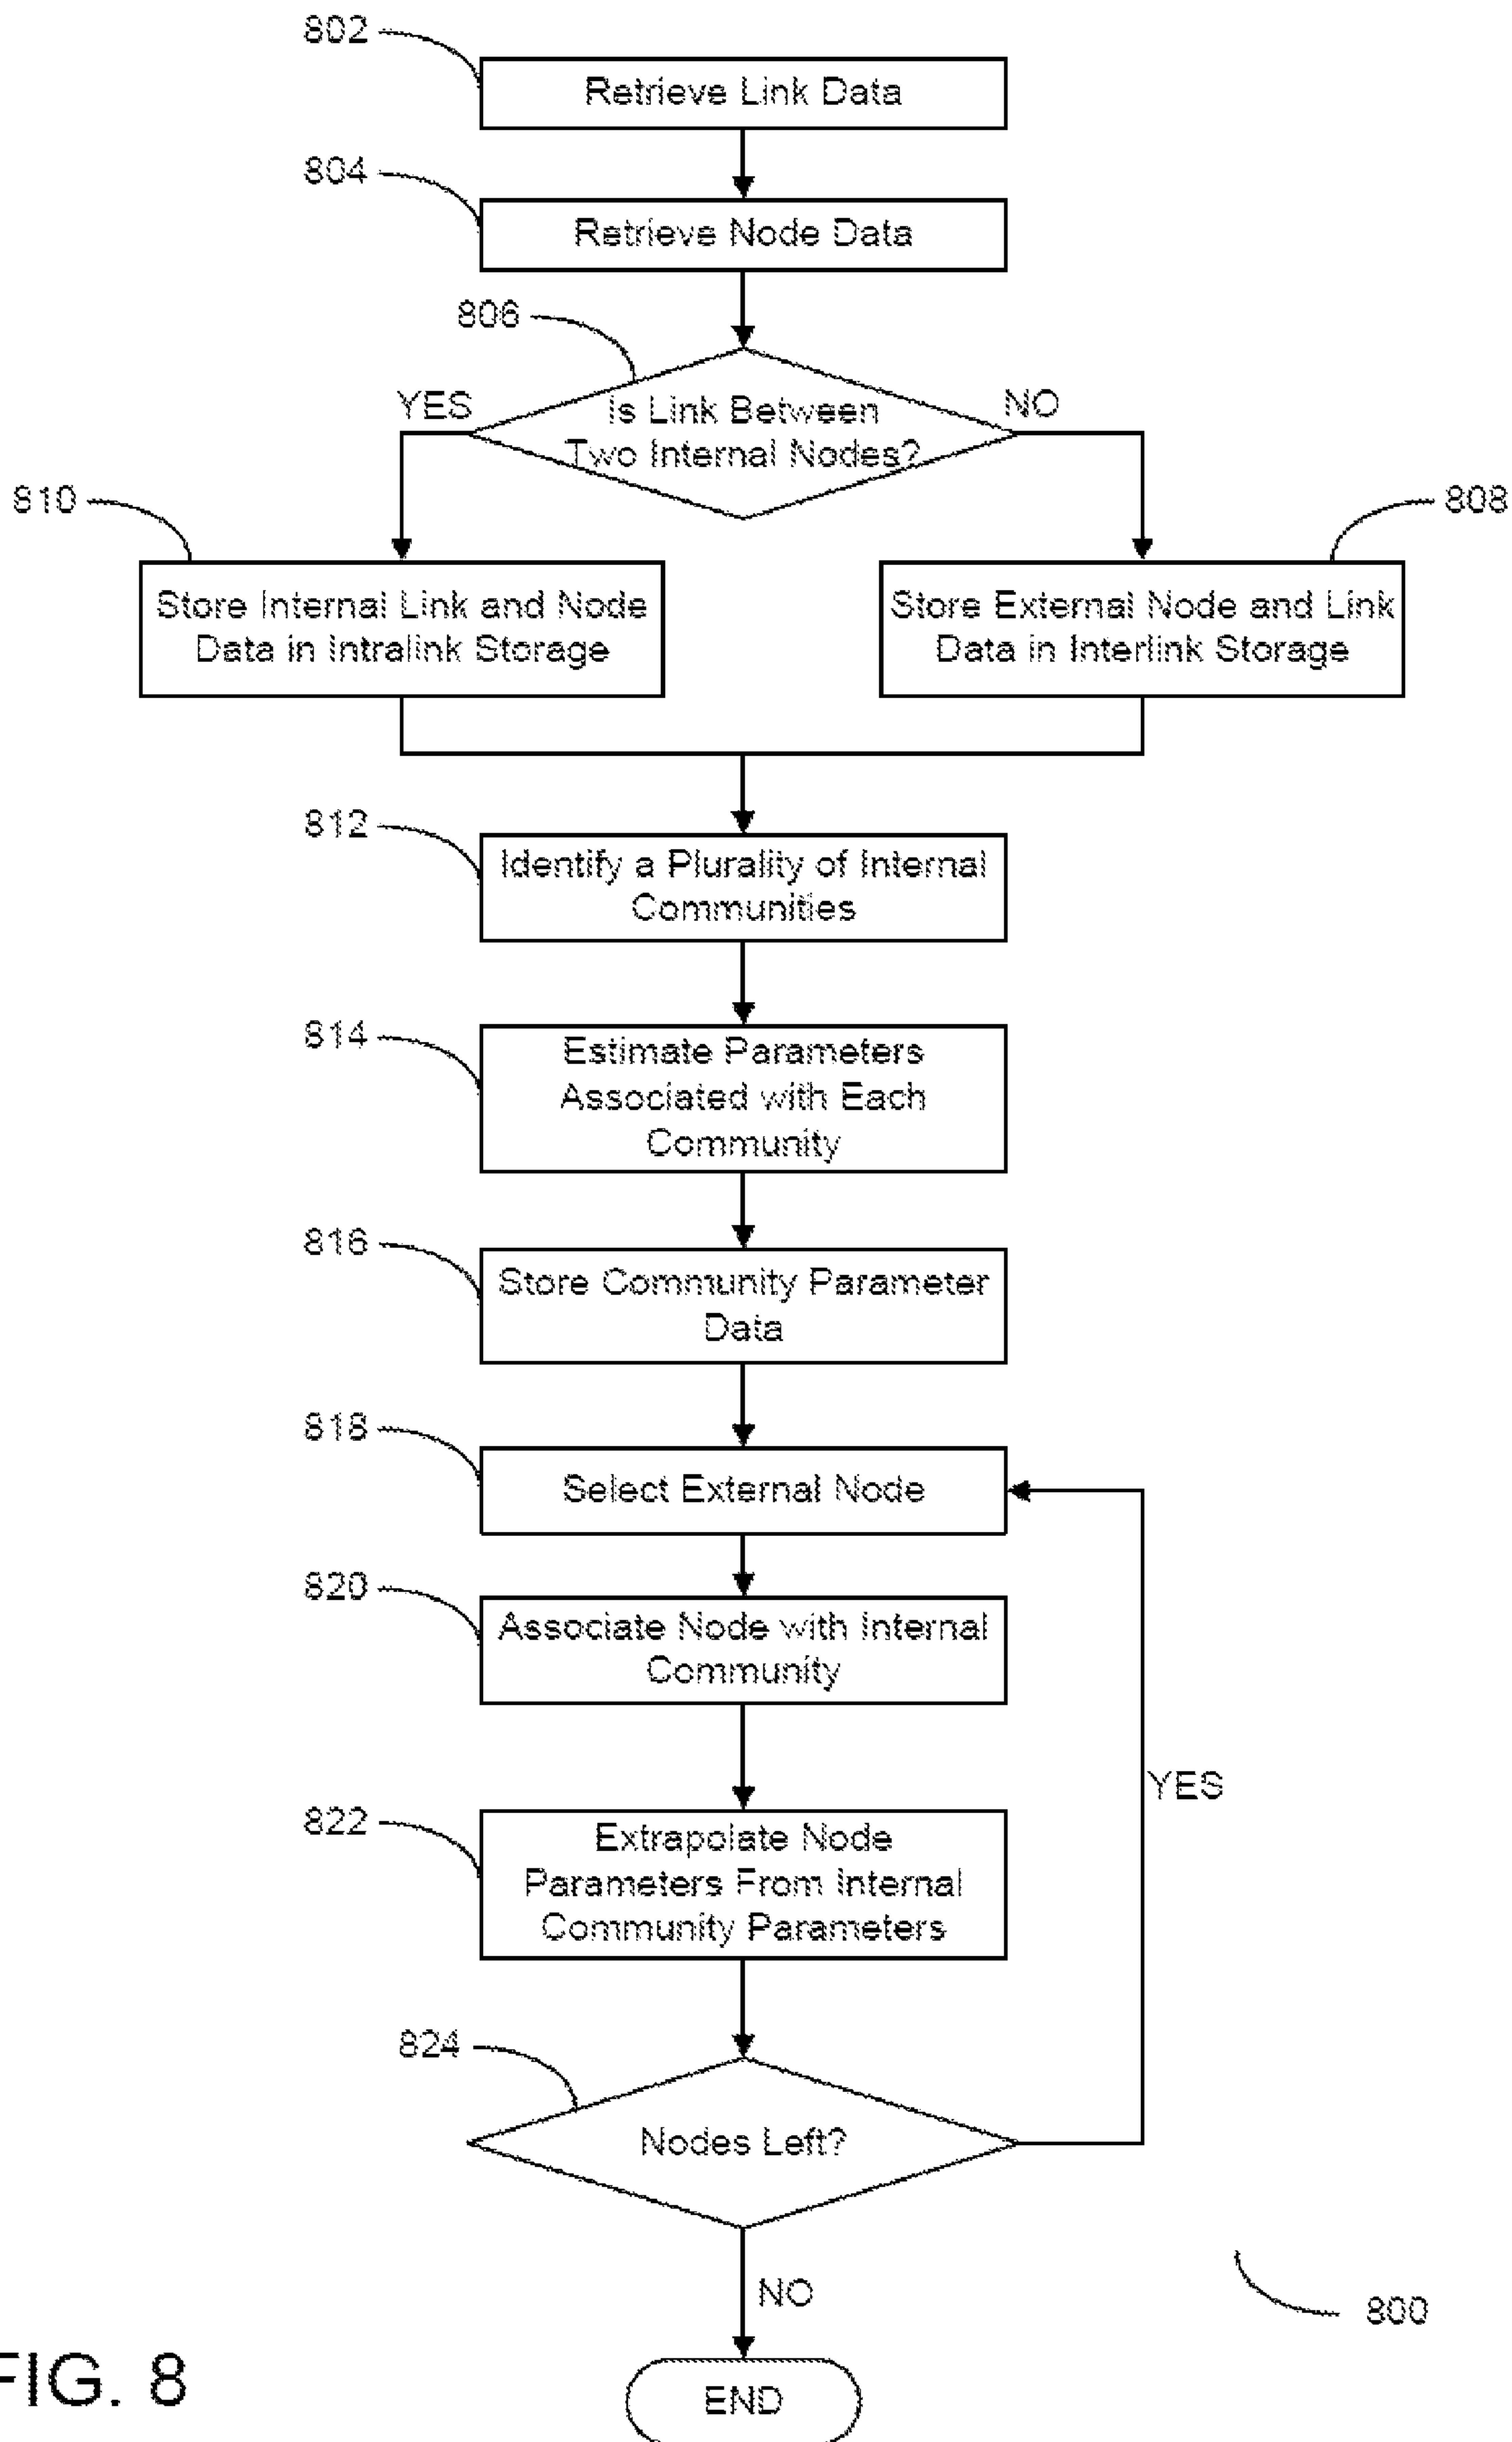 802
Retrieve Link Data
804
Retrieve Node Data
806
YES
Is Link Between
Two Internal Nodes?
NO
810
808
Store Internal Link and Node
Data in Intralink Storage
Store External Node and Link
Data in Interlink Storage
812
Identify a Plurality of Internal
Communities
814
Estimate Parameters
Associated with Each
Community
816
Store Community Parameter
Data
818
Select External Node
820
Associate Node with Internal
Community
YES
822
Extrapolate Node
Parameters From Internal
Community Parameters
824
Nodes Left?
NO
800
FIG. 8
END